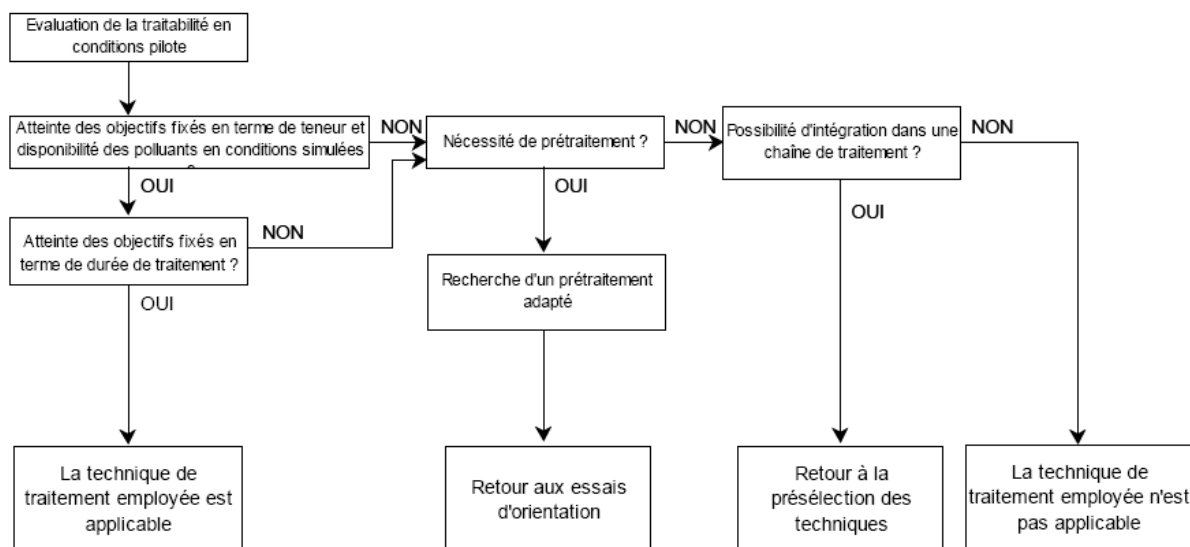 Evaluation de la traitabilité en
conditions pilote
Atteinte des objectifs fixés en terme de teneur et
disponibilité des polluants en conditions simulées
?
NON
Nécessité de prétraitement ?
NON
Possibilité d'intégration dans une
chaîne de traitement ?
NON
OUI
OUI
OUI
Atteinte des objectifs fixés en
terme de durée de traitement ?
NON
Recherche d'un prétraitement
adapté
OUI
La technique de
traitement employée est
applicable
Retour aux essais
d'orientation
Retour à la
présélection des
techniques
La technique de
traitement employée n'est
pas applicable